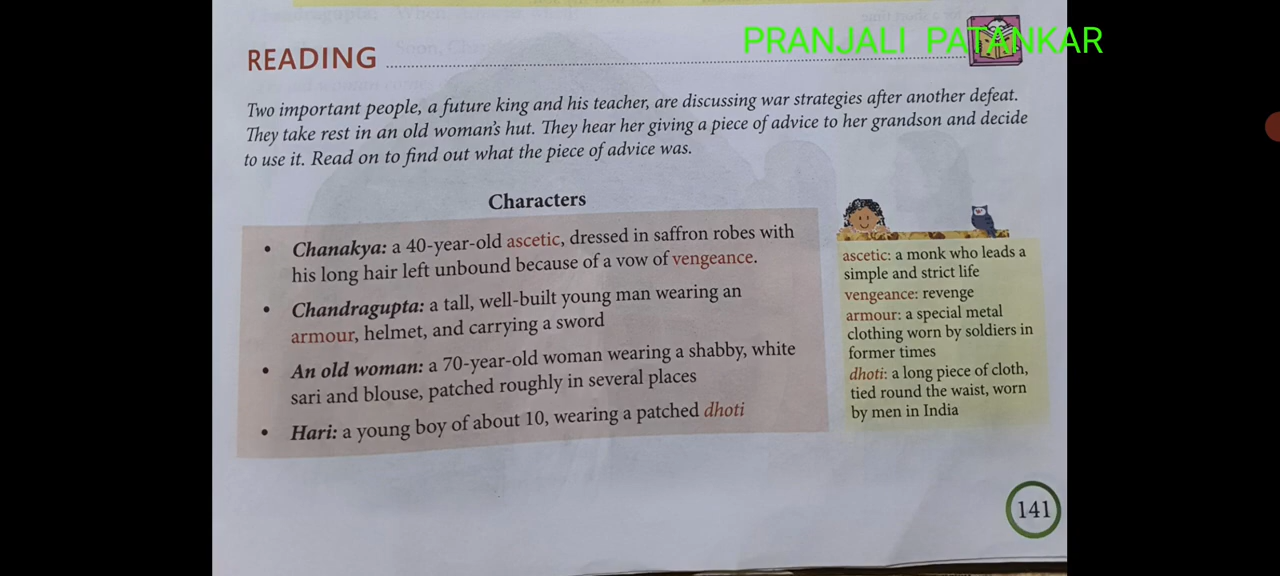 PRANJALI PATANKAR
READING
Two important people, a future king and his teacher, are discussing war strategies after another defeat.
They take rest in an old woman's hut. They hear her giving a piece of advice to her grandson and decide
to use it. Read on to find out what the piece of advice was.
Characters
• Chanakya: a 40-year-old ascetic, dressed in saffron robes with
his long hair left unbound because of a vow of vengeance.
• Chandragupta: a tall, well-built young man wearing an
armour, helmet, and carrying a sword
• An old woman: a 70-year-old woman wearing a shabby, white
sari and blouse, patched roughly in several places
• Hari: a young boy of about 10, wearing a patched dhoti
ascetic: a monk who leads a
simple and strict life
vengeance: revenge
armour: a special metal
clothing worn by soldiers in
former times
dhoti: a long piece of cloth,
tied round the waist, worn
by men in India
141